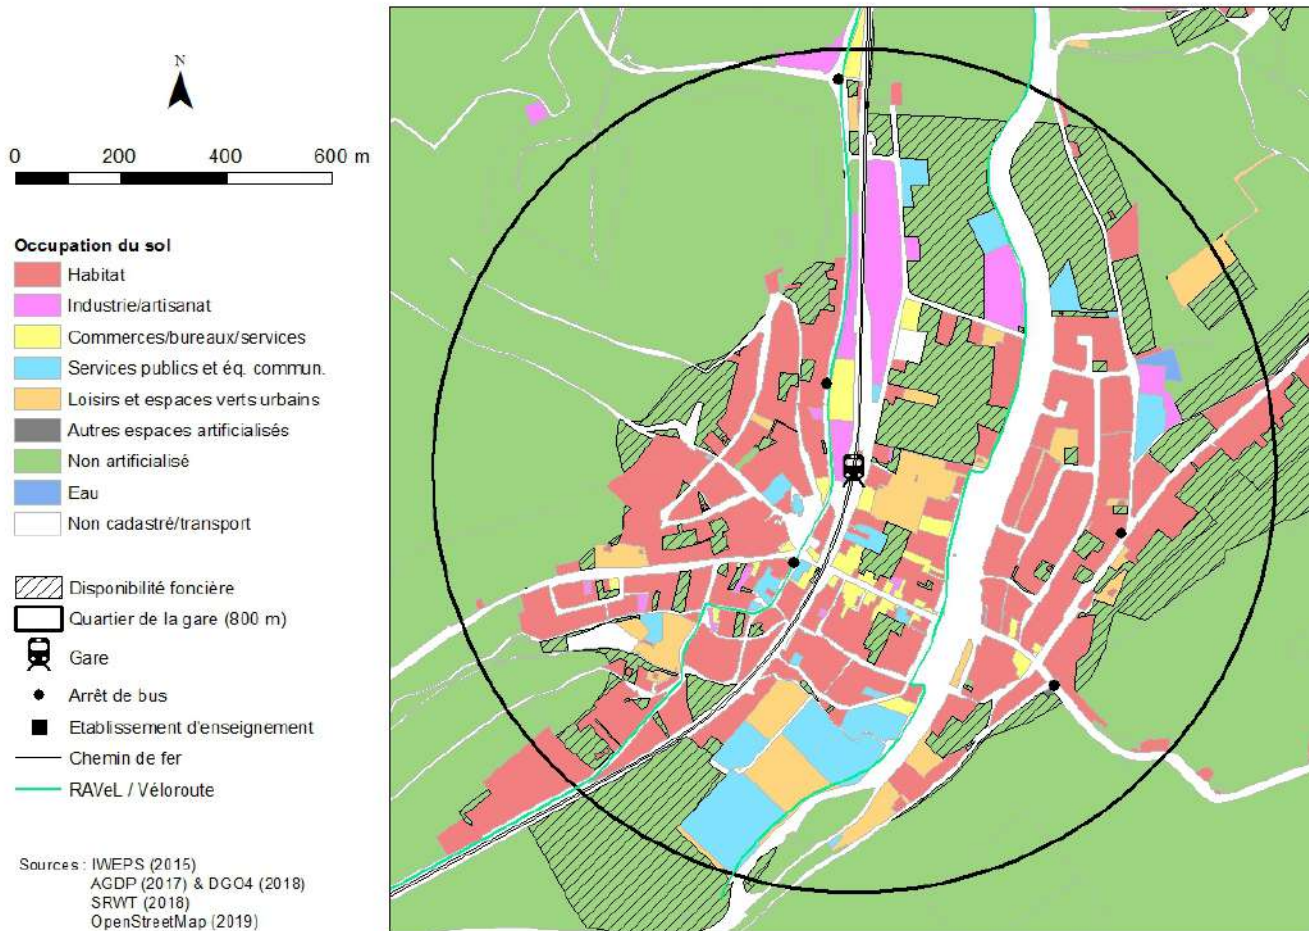 N
0 200 400 600 m
Occupation du sol
Habitat
Industrie/artisanat
Commerces/bureaux/services
Services publics et éq. commun.
Loisirs et espaces verts urbains
Autres espaces artificialisés
Non artificialisé
Eau
Non cadastré/transport
Disponibilité foncière
Quartier de la gare (800 m)
Gare
Arrêt de bus
Etablissement d'enseignement
Chemin de fer
RAVeL / Véloroute
Sources : IWEPS (2015)
AGDP (2017) & DGO4 (2018)
SRWT (2018)
OpenStreetMap (2019)